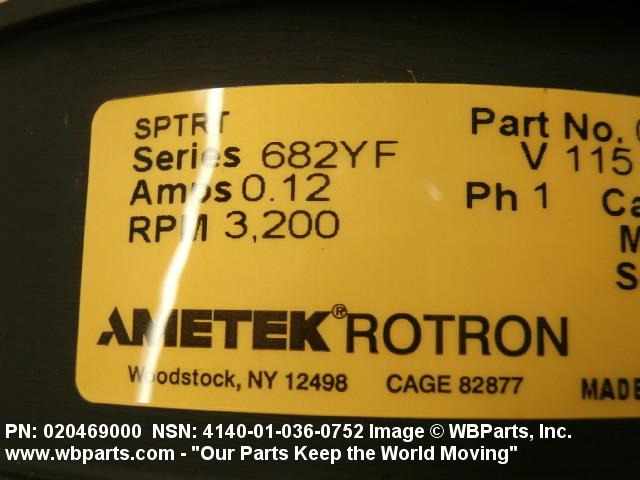 SPTRT
Series 682YF
Amps 0.12
RPM 3,200
Part No.
V 115
Ph 1
AMETEK® ROTRON
Woodstock, NY 12498 CAGE 82877
MADE
PN: 020469000 NSN: 4140-01-036-0752 Image © WBParts, Inc.
www.wbparts.com - "Our Parts Keep the World Moving"